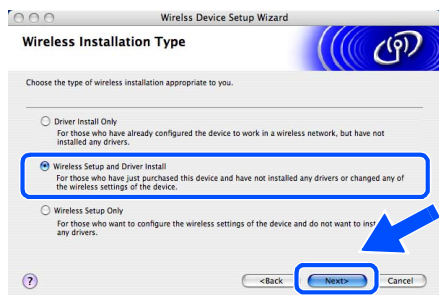 Wirelss Device Setup Wizard
Wireless Installation Type
Choose the type of wireless installation appropriate to you.
Driver Install Only
For those who have already configured the device to work in a wireless network, but have not
installed any drivers.
Wireless Setup and Driver Install
For those who have just purchased this device and have not installed any drivers or changed any of
the wireless settings of the device.
Wireless Setup Only
For those who want to configure the wireless settings of the device and do not want to
any drivers.
?
<Back
Next>
Cancel